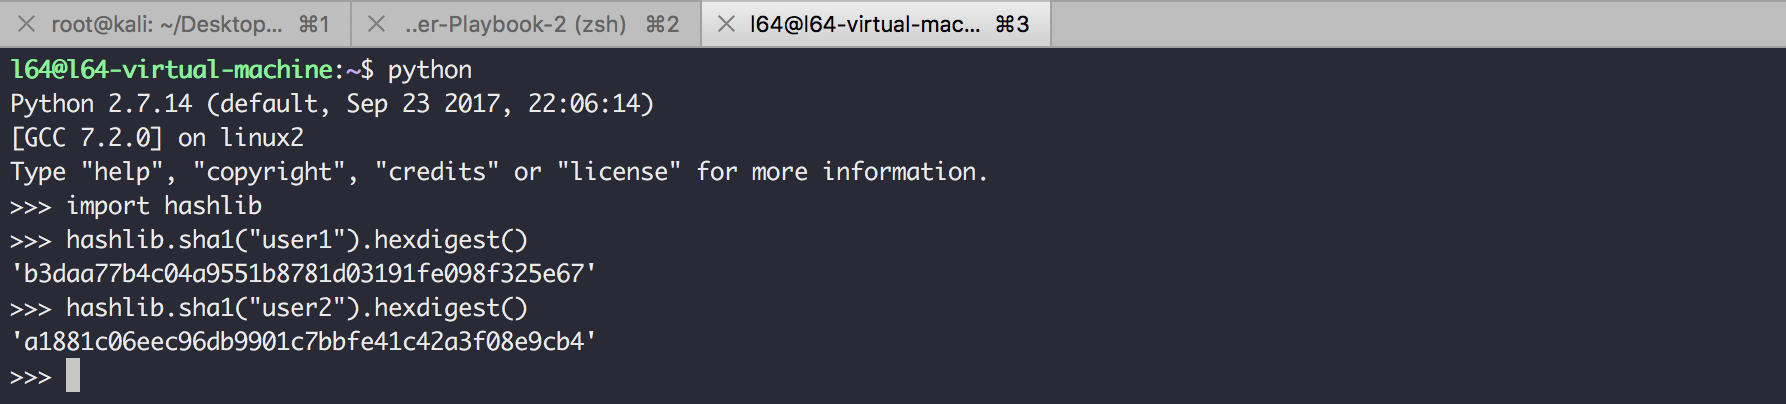 root@kali: ~/Desktop... ⌘1
..er-Playbook-2 (zsh) ⌘2
l64@l64-virtual-mac... ⌘3
l64@l64-virtual-machine:~$ python
Python 2.7.14 (default, Sep 23 2017, 22:06:14)
[GCC 7.2.0] on linux2
Type "help", "copyright", "credits" or "license" for more information.
>>> import hashlib
>>> hashlib.sha1("user1").hexdigest()
'b3daa77b4c04a9551b8781d03191fe098f325e67'
>>> hashlib.sha1("user2").hexdigest()
'a1881c06eec96db9901c7bbfe41c42a3f08e9cb4'
>>>